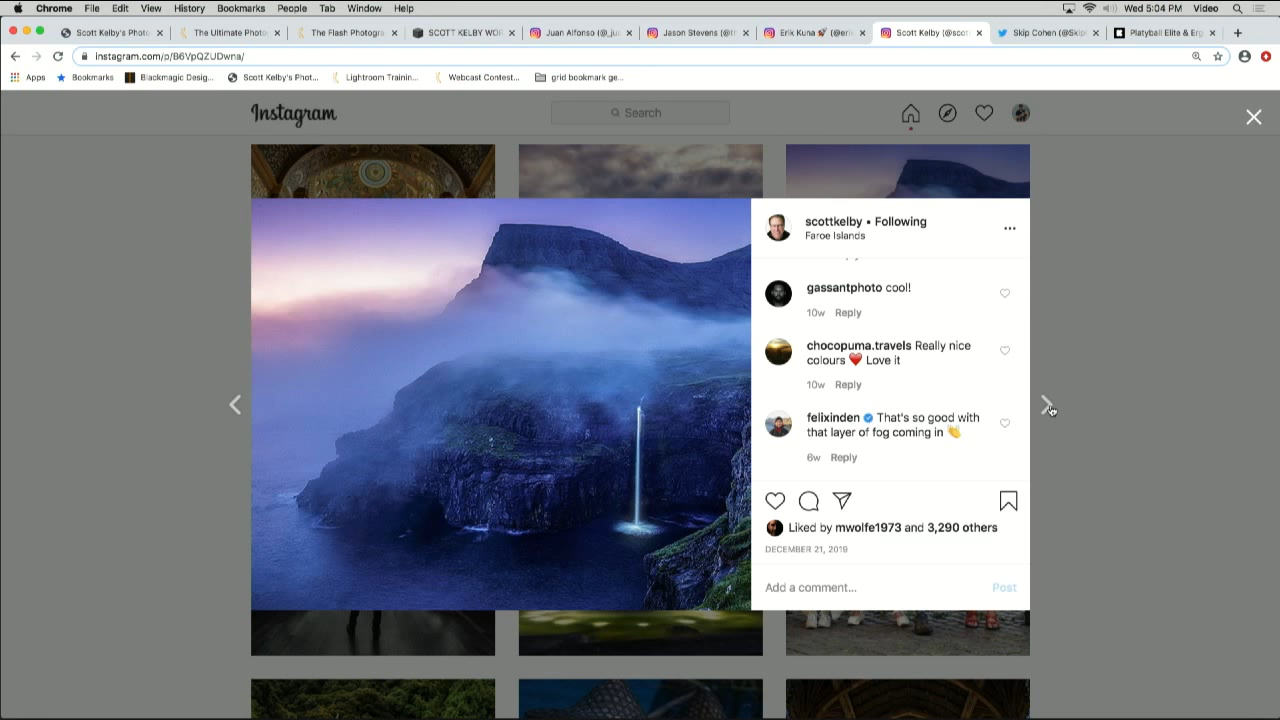 Chrome File Edit View History Bookmarks People Tab Window Help
Wed 5:04 PM Video
Scott Kelby's Photo
The Ultimate Photo
The Flash Photogra
SCOTT KELBY WOR
Juan Alfonso (@_ju
Jason Stevens (@th
Erik Kuna 🚀 (@eri
Scott Kelby (@scot
Skip Cohen (@Skip
Platyball Elite & Erg
instagram.com/p/B6VpQZUDwna/
Apps
Bookmarks
Blackmagic Desig...
Scott Kelby's Phot...
Lightroom Trainin...
Webcast Contest...
grid bookmark ge...
Instagram
Search
scottkelby • Following
Faroe Islands
gassantphoto cool!
10w Reply
chocopuma.travels Really nice
colours ❤️ Love it
10w Reply
felixinden That's so good with
that layer of fog coming in 👏
6w Reply
Liked by mwolfe1973 and 3,290 others
DECEMBER 21, 2019
Add a comment...
Post